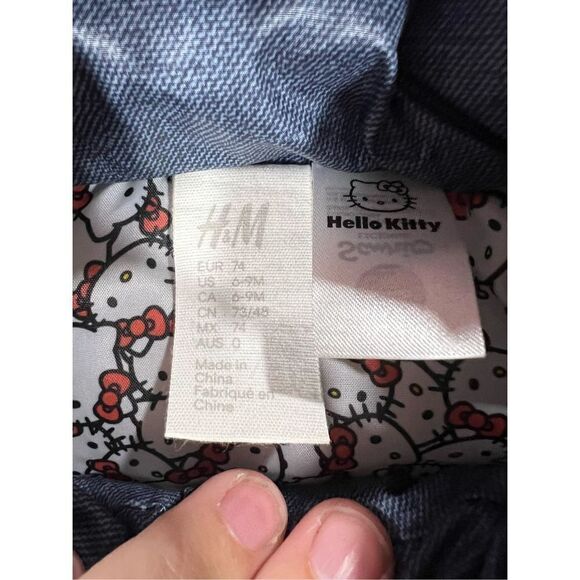 H&M
EUR 74
US 6-9M
CA 6-9M
CN 73/48
MX 74
AUS 0
Made in
China
Fabriqué en
Chine
Hello Kitty